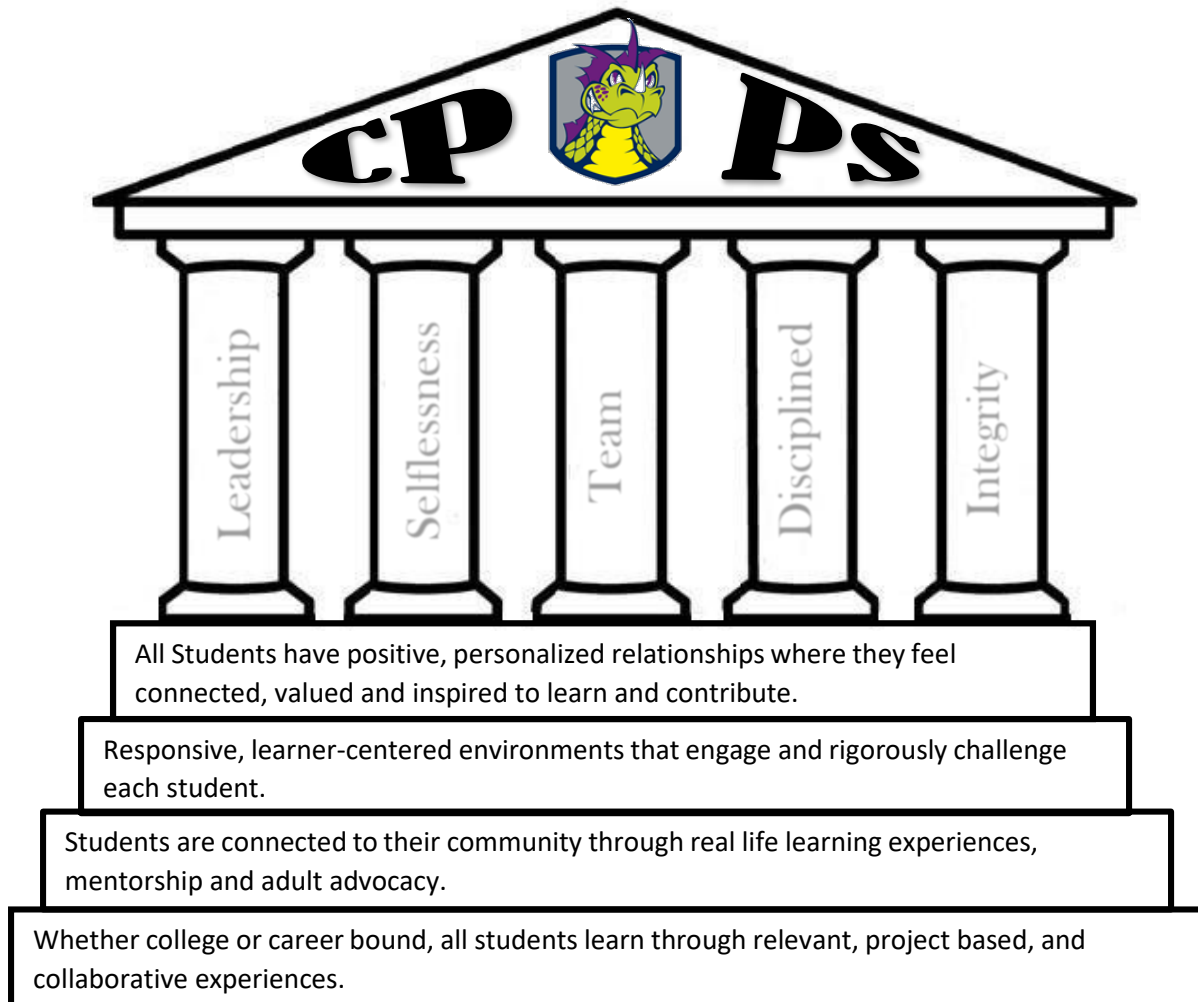 CP PS
Leadership
Selflessness
Team
Disciplined
Integrity
All Students have positive, personalized relationships where they feel
connected, valued and inspired to learn and contribute.
Responsive, learner-centered environments that engage and rigorously challenge
each student.
Students are connected to their community through real life learning experiences,
mentorship and adult advocacy.
Whether college or career bound, all students learn through relevant, project based, and
collaborative experiences.